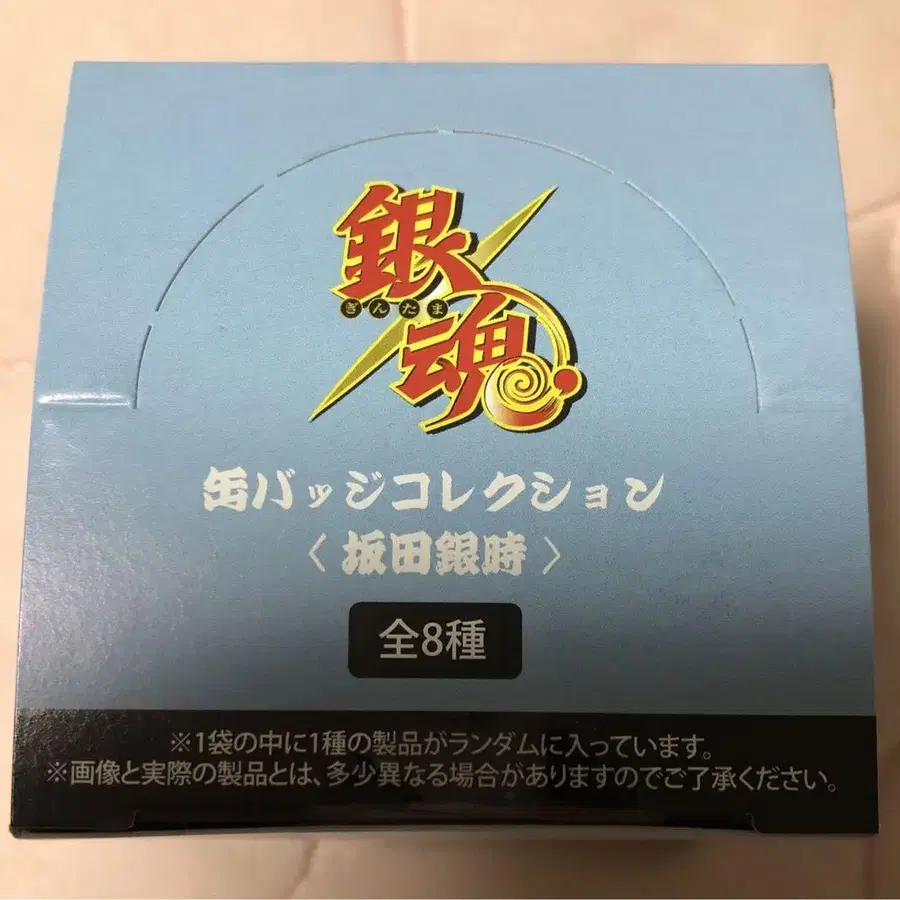 銀
ぎんたま
魂
缶バッジコレクション
〈坂田銀時〉
全8種
※1袋の中に1種の製品がランダムに入っています。
※画像と実際の製品とは、多少異なる場合がありますのでご了承ください。